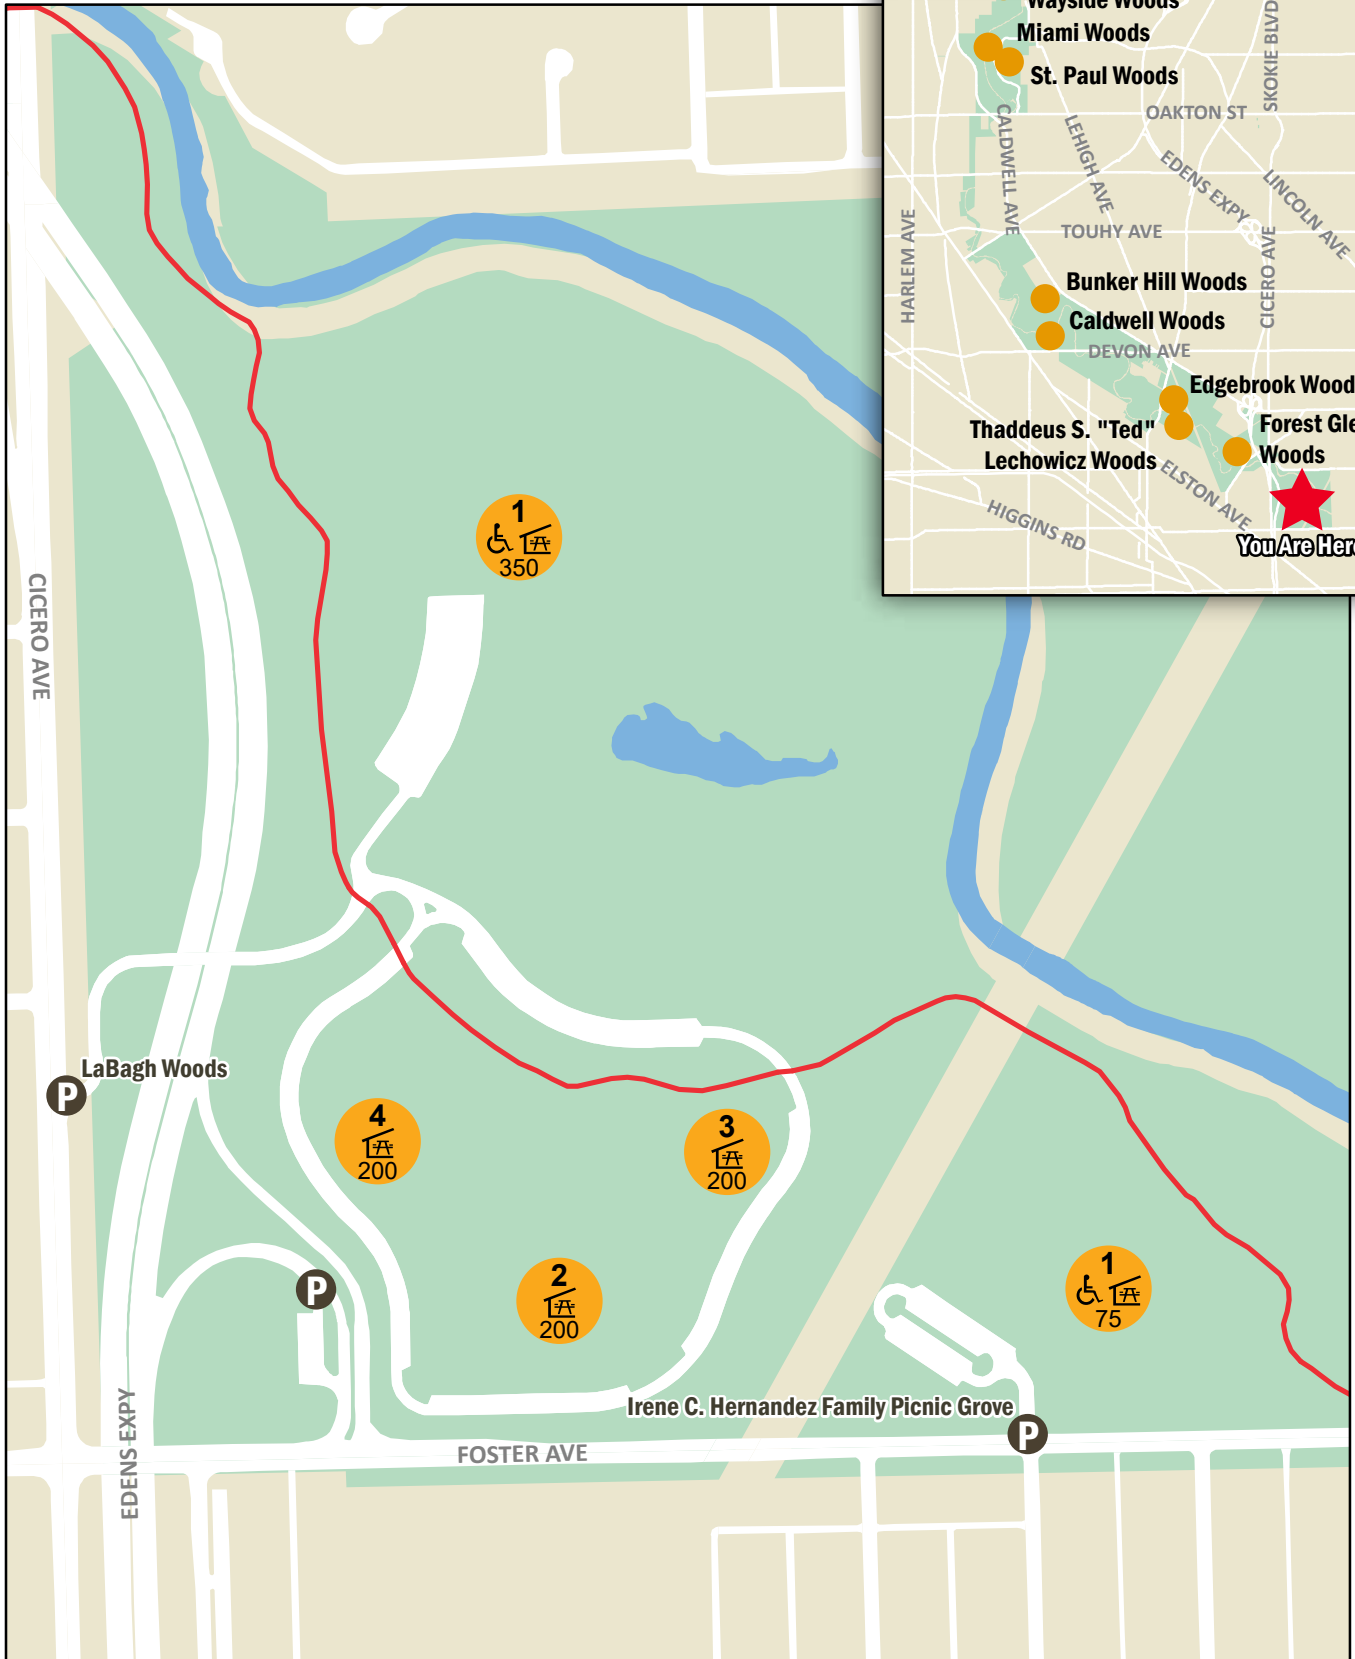 Wayside Woods
Miami Woods
St. Paul Woods
SKOKIE BLVD
OAKTON ST
CALDWELL AVE
LEHIGH AVE
EDENS EXPY
LINCOLN AVE
HARLEM AVE
TOUHY AVE
CICERO AVE
Bunker Hill Woods
Caldwell Woods
DEVON AVE
Edgebrook Wood
Thaddeus S. "Ted"
Lechowicz Woods
Forest Gle
Woods
ELSTON AVE
HIGGINS RD
You Are Here
1
350
CICERO AVE
LaBagh Woods
P
4
200
3
200
2
200
1
75
P
Irene C. Hernandez Family Picnic Grove
P
FOSTER AVE
EDENS EXPY